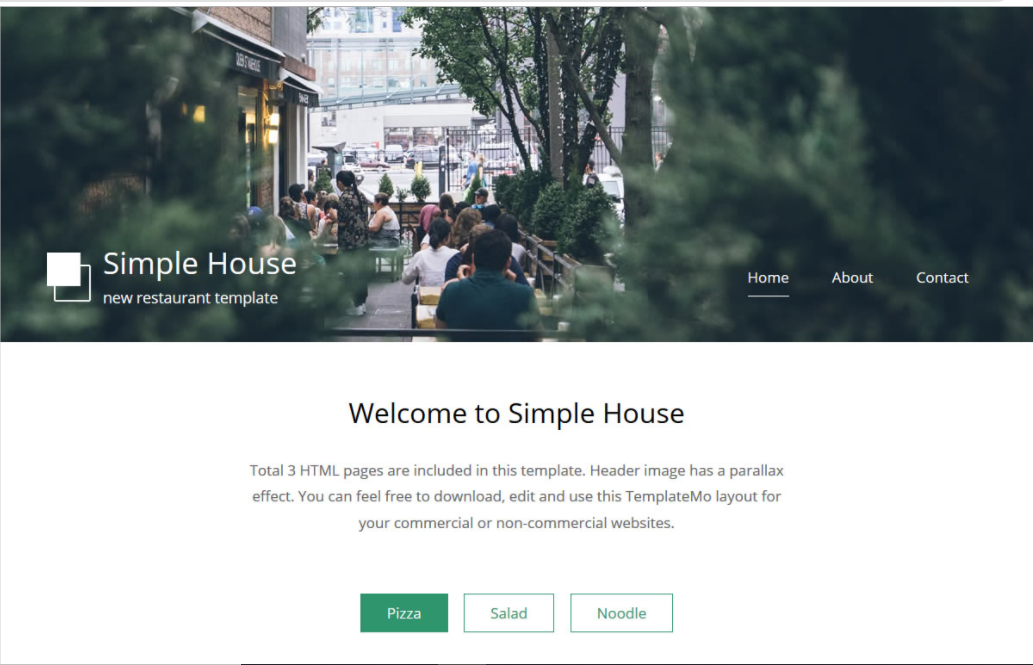 Simple House
new restaurant template
Home About Contact
Welcome to Simple House
Total 3 HTML pages are included in this template. Header image has a parallax
effect. You can feel free to download, edit and use this TemplateMo layout for
your commercial or non-commercial websites.
Pizza Salad Noodle